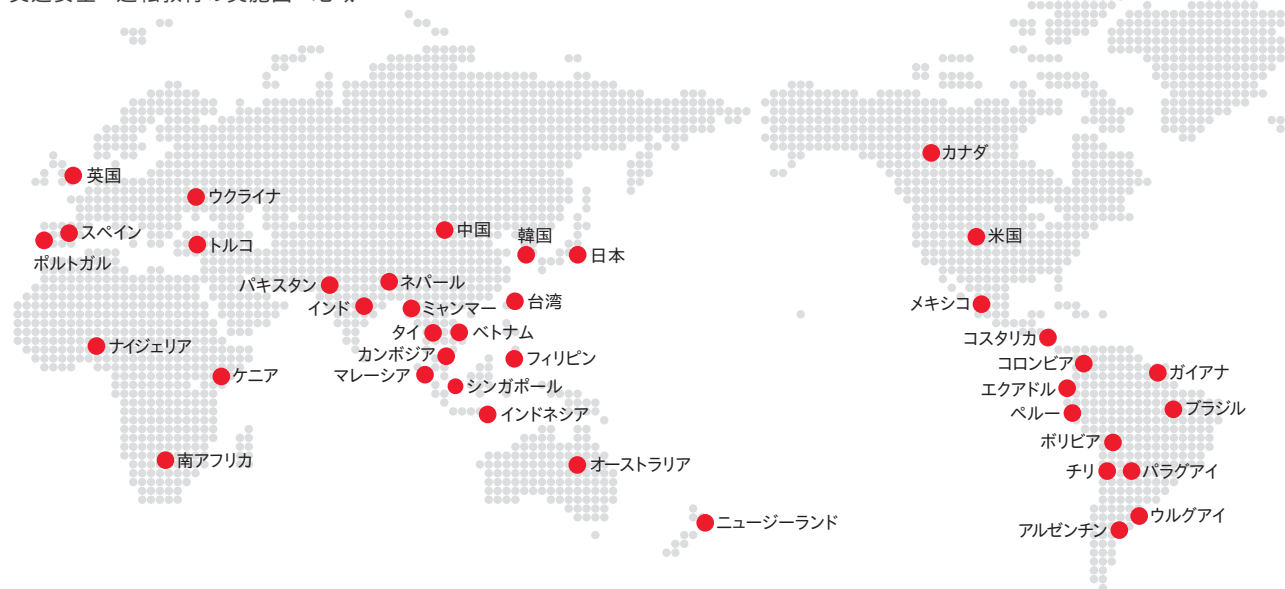 英国
ウクライナ
スペイン
ポルトガル
トルコ
中国
韓国
日本
パキスタン
ネパール
インド
ミャンマー
台湾
タイ
ベトナム
カンボジア
フィリピン
マレーシア
シンガポール
インドネシア
ナイジェリア
ケニア
南アフリカ
オーストラリア
ニュージーランド
カナダ
米国
メキシコ
コスタリカ
コロンビア
ガイアナ
エクアドル
ペルー
ブラジル
ボリビア
チリ
パラグアイ
ウルグアイ
アルゼンチン